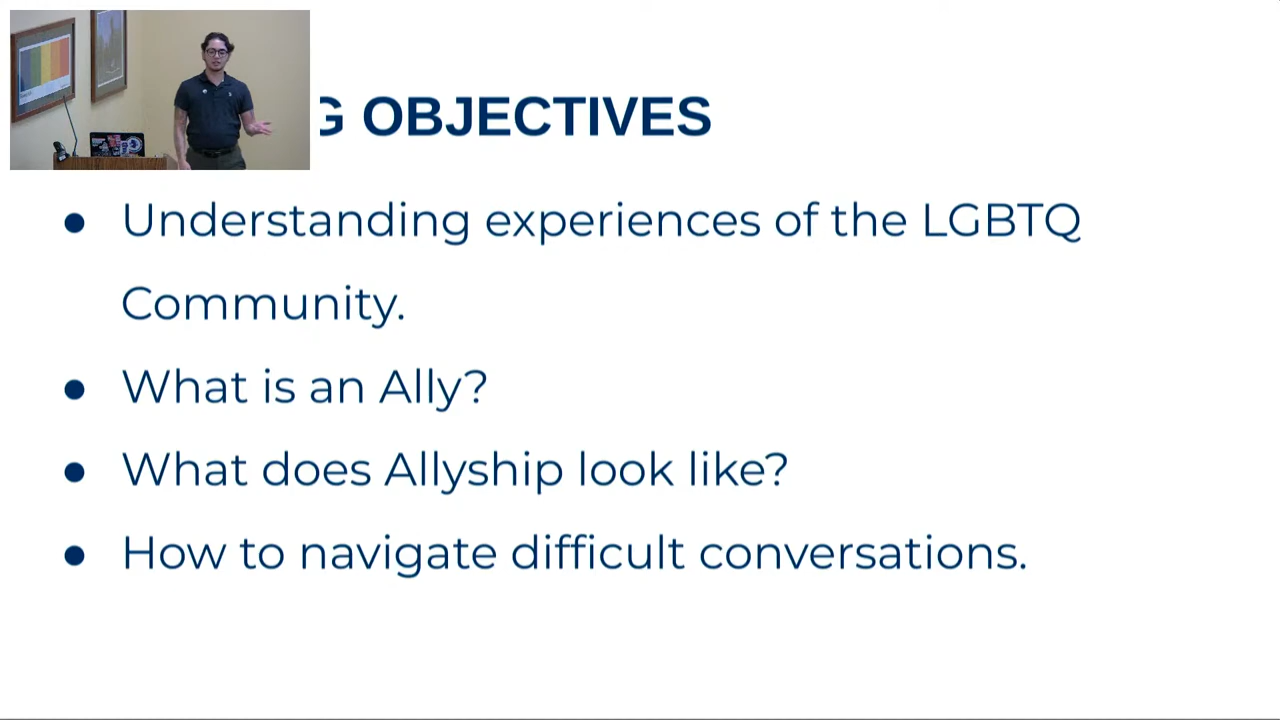 G OBJECTIVES
● Understanding experiences of the LGBTQ
Community.
● What is an Ally?
● What does Allyship look like?
● How to navigate difficult conversations.